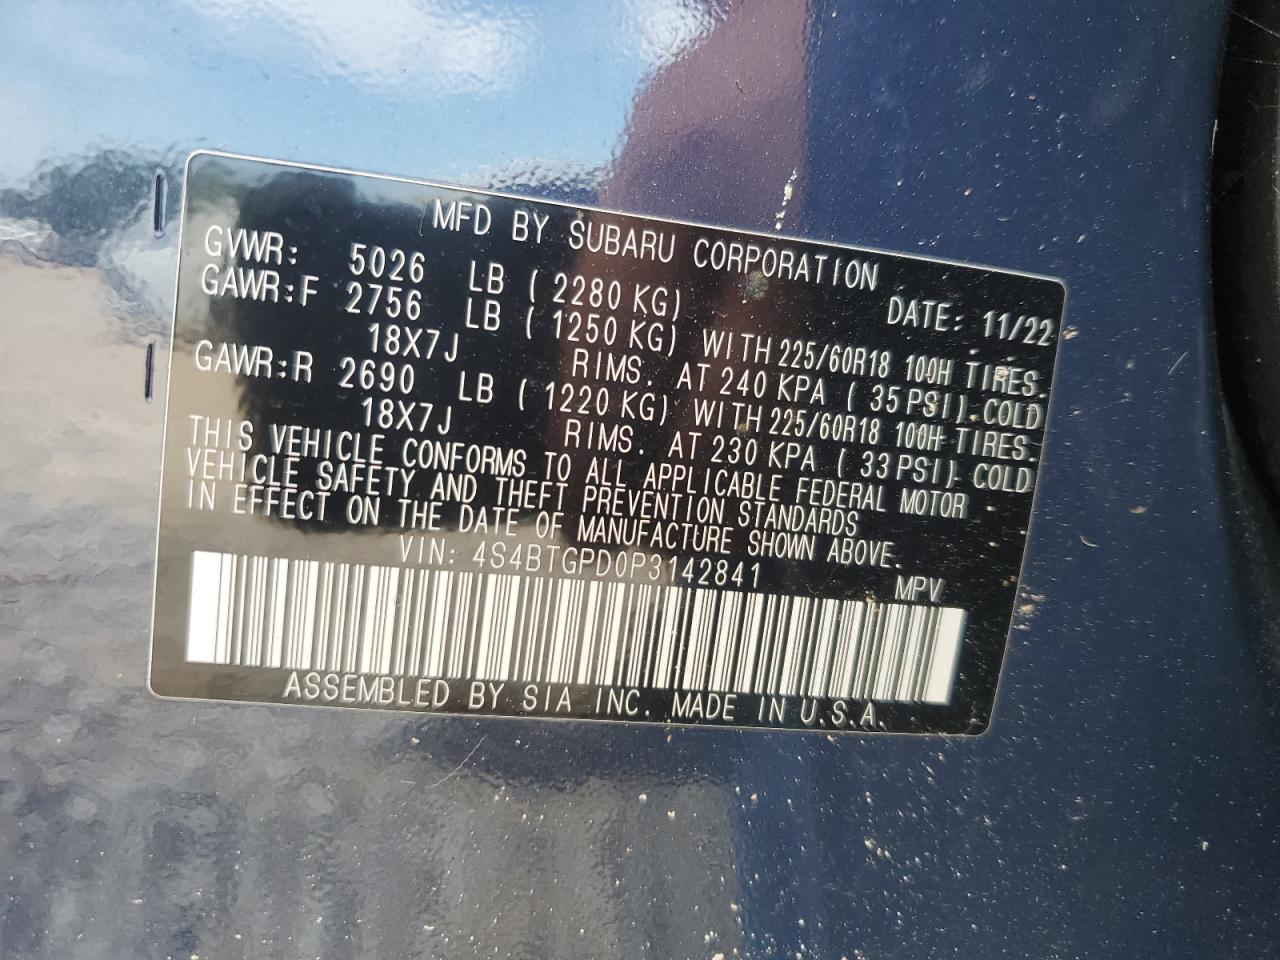 MFD BY SUBARU CORPORATION
DATE: 11/22
GVWR: 5026 LB ( 2280 KG)
GAWR:F 2756 LB ( 1250 KG) WITH 225/60R18 100H TIRES.
18X7J RIMS. AT 240 KPA ( 35 PSI) COLD
GAWR:R 2690 LB ( 1220 KG) WITH 225/60R18 100H TIRES.
18X7J RIMS. AT 230 KPA ( 33 PSI) COLD
THIS VEHICLE CONFORMS TO ALL APPLICABLE FEDERAL MOTOR
VEHICLE SAFETY AND THEFT PREVENTION STANDARDS
IN EFFECT ON THE DATE OF MANUFACTURE SHOWN ABOVE.
VIN: 4S4BTGPD0P3142841 MPV
ASSEMBLED BY SIA INC. MADE IN U.S.A.